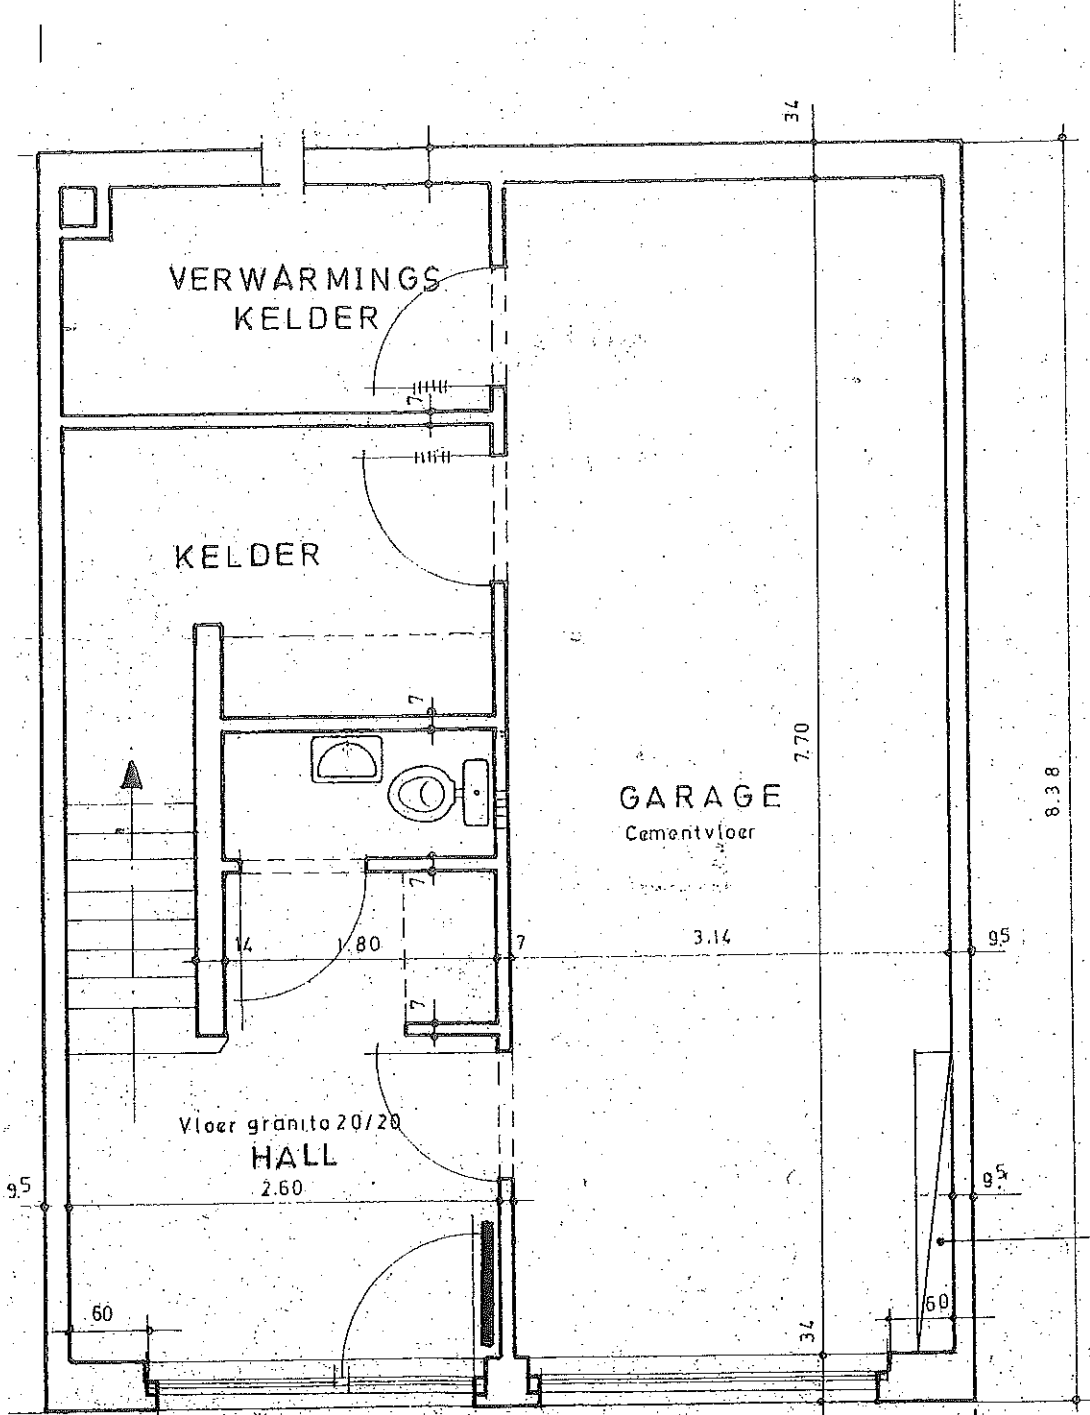 34
VERWARMINGS
KELDER
7
KELDER
7
7.70
8.38
GARAGE
Cementvloer
7
14
1.80
7
3.14
9⁵
7
Vloer granito 20/20
HALL
2.60
9⁵
9⁵
60
60
34